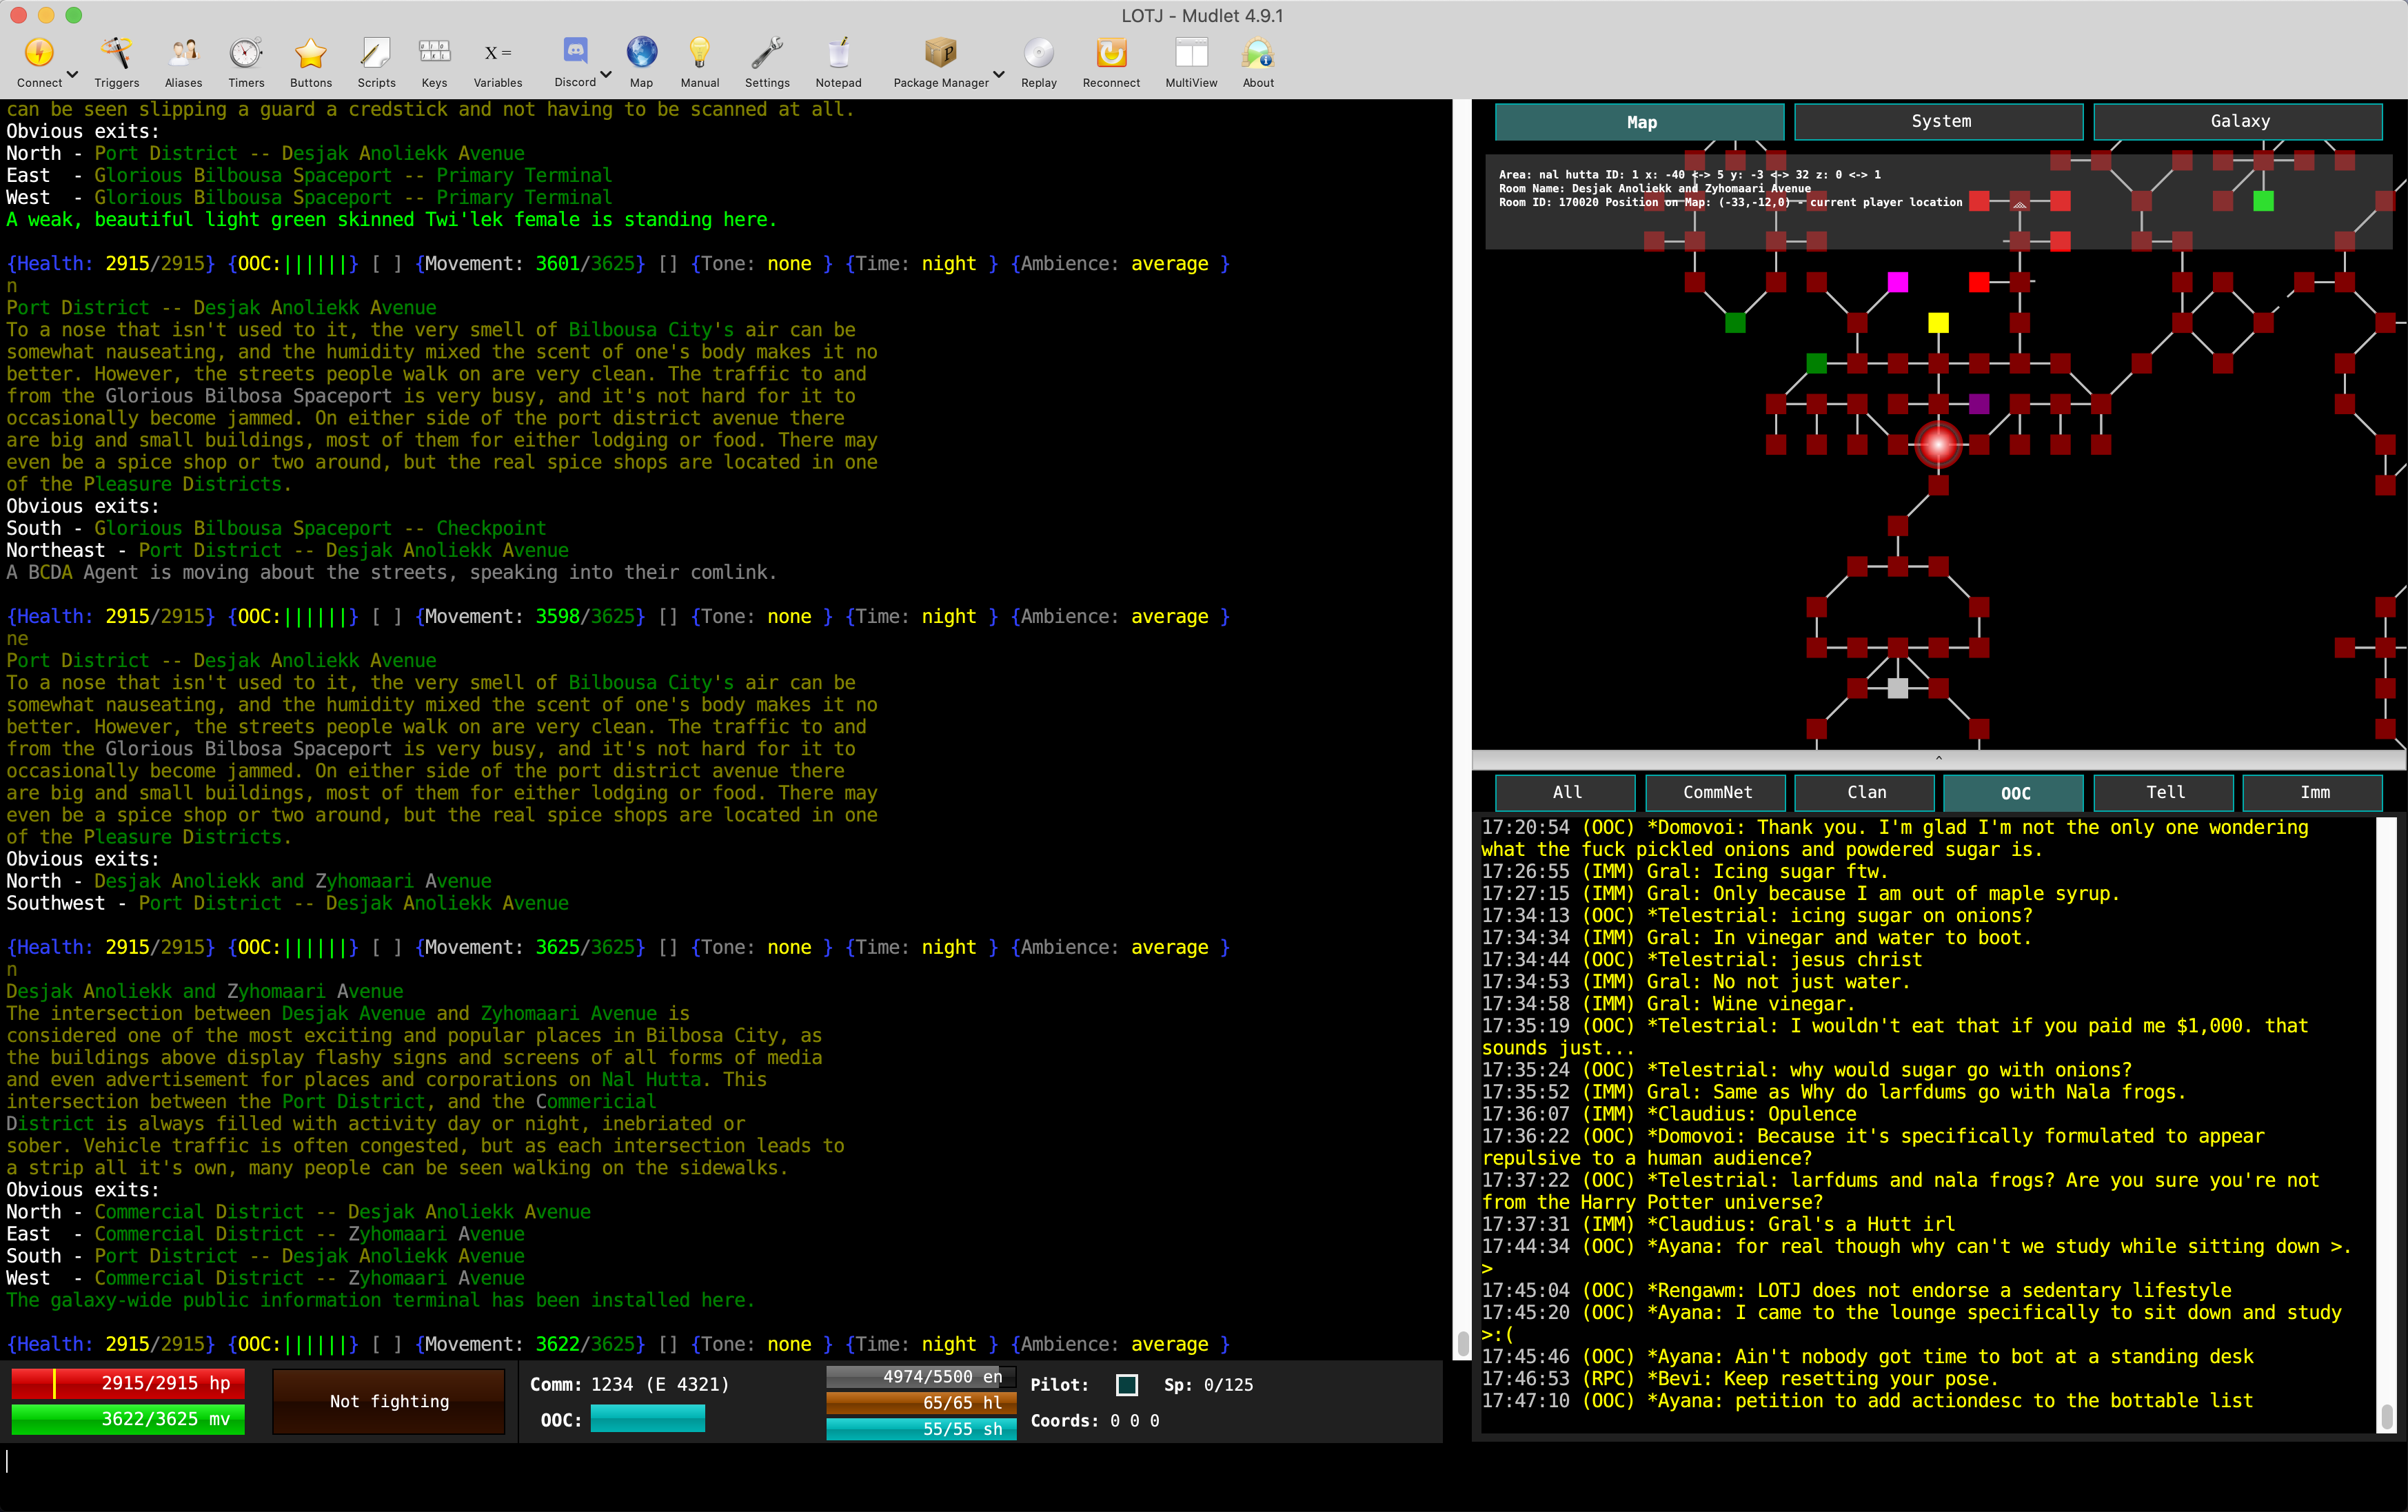 LOTJ - Mudlet 4.9.1
Connect Triggers Aliases Timers Buttons Scripts Keys Variables Discord Map Manual Settings Notepad Package Manager Replay Reconnect MultiView About
can be seen slipping a guard a credstick and not having to be scanned at all.
Obvious exits:
North - Port District -- Desjak Anoliekk Avenue
East  - Glorious Bilbousa Spaceport -- Primary Terminal
West  - Glorious Bilbousa Spaceport -- Primary Terminal
A weak, beautiful light green skinned Twi'lek female is standing here.
{Health: 2915/2915} {OOC:||||||} [ ] {Movement: 3601/3625} [] {Tone: none } {Time: night } {Ambience: average }
n
Port District -- Desjak Anoliekk Avenue
To a nose that isn't used to it, the very smell of Bilbousa City's air can be
somewhat nauseating, and the humidity mixed the scent of one's body makes it no
better. However, the streets people walk on are very clean. The traffic to and
from the Glorious Bilbosa Spaceport is very busy, and it's not hard for it to
occasionally become jammed. On either side of the port district avenue there
are big and small buildings, most of them for either lodging or food. There may
even be a spice shop or two around, but the real spice shops are located in one
of the Pleasure Districts.
Obvious exits:
South - Glorious Bilbousa Spaceport -- Checkpoint
Northeast - Port District -- Desjak Anoliekk Avenue
A BCDA Agent is moving about the streets, speaking into their comlink.
{Health: 2915/2915} {OOC:||||||} [ ] {Movement: 3598/3625} [] {Tone: none } {Time: night } {Ambience: average }
ne
Port District -- Desjak Anoliekk Avenue
To a nose that isn't used to it, the very smell of Bilbousa City's air can be
somewhat nauseating, and the humidity mixed the scent of one's body makes it no
better. However, the streets people walk on are very clean. The traffic to and
from the Glorious Bilbosa Spaceport is very busy, and it's not hard for it to
occasionally become jammed. On either side of the port district avenue there
are big and small buildings, most of them for either lodging or food. There may
even be a spice shop or two around, but the real spice shops are located in one
of the Pleasure Districts.
Obvious exits:
North - Desjak Anoliekk and Zyhomaari Avenue
Southwest - Port District -- Desjak Anoliekk Avenue
{Health: 2915/2915} {OOC:||||||} [ ] {Movement: 3625/3625} [] {Tone: none } {Time: night } {Ambience: average }
n
Desjak Anoliekk and Zyhomaari Avenue
The intersection between Desjak Avenue and Zyhomaari Avenue is
considered one of the most exciting and popular places in Bilbosa City, as
the buildings above display flashy signs and screens of all forms of media
and even advertisement for places and corporations on Nal Hutta. This
intersection between the Port District, and the Commericial
District is always filled with activity day or night, inebriated or
sober. Vehicle traffic is often congested, but as each intersection leads to
a strip all it's own, many people can be seen walking on the sidewalks.
Obvious exits:
North - Commercial District -- Desjak Anoliekk Avenue
East  - Commercial District -- Zyhomaari Avenue
South - Port District -- Desjak Anoliekk Avenue
West  - Commercial District -- Zyhomaari Avenue
The galaxy-wide public information terminal has been installed here.
{Health: 2915/2915} {OOC:||||||} [ ] {Movement: 3622/3625} [] {Tone: none } {Time: night } {Ambience: average }
2915/2915 hp
3622/3625 mv
Not fighting
Comm: 1234 (E 4321)
OOC:
4974/5500 en
65/65 hl
55/55 sh
Pilot: Sp: 0/125
Coords: 0 0 0
Map System Galaxy
Area: nal hutta ID: 1 x: -40 <-> 5 y: -3 <-> 32 z: 0 <-> 1
Room Name: Desjak Anoliekk and Zyhomaari Avenue
Room ID: 170020 Position on Map: (-33,-12,0) - current player location
All CommNet Clan OOC Tell Imm
17:20:54 (OOC) *Domovoi: Thank you. I'm glad I'm not the only one wondering
what the fuck pickled onions and powdered sugar is.
17:26:55 (IMM) Gral: Icing sugar ftw.
17:27:15 (IMM) Gral: Only because I am out of maple syrup.
17:34:13 (OOC) *Telestrial: icing sugar on onions?
17:34:34 (IMM) Gral: In vinegar and water to boot.
17:34:44 (OOC) *Telestrial: jesus christ
17:34:53 (IMM) Gral: No not just water.
17:34:58 (IMM) Gral: Wine vinegar.
17:35:19 (OOC) *Telestrial: I wouldn't eat that if you paid me $1,000. that
sounds just...
17:35:24 (OOC) *Telestrial: why would sugar go with onions?
17:35:52 (IMM) Gral: Same as Why do larfdums go with Nala frogs.
17:36:07 (IMM) *Claudius: Opulence
17:36:22 (OOC) *Domovoi: Because it's specifically formulated to appear
repulsive to a human audience?
17:37:22 (OOC) *Telestrial: larfdums and nala frogs? Are you sure you're not
from the Harry Potter universe?
17:37:31 (IMM) *Claudius: Gral's a Hutt irl
17:44:34 (OOC) *Ayana: for real though why can't we study while sitting down >.
>
17:45:04 (OOC) *Rengawm: LOTJ does not endorse a sedentary lifestyle
17:45:20 (OOC) *Ayana: I came to the lounge specifically to sit down and study
>:(
17:45:46 (OOC) *Ayana: Ain't nobody got time to bot at a standing desk
17:46:53 (RPC) *Bevi: Keep resetting your pose.
17:47:10 (OOC) *Ayana: petition to add actiondesc to the bottable list